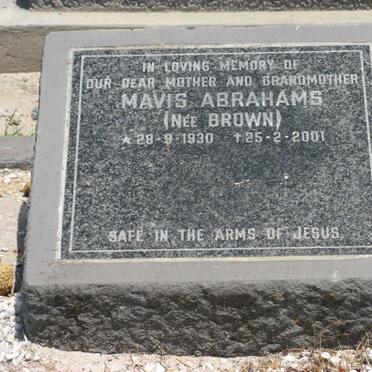 IN LOVING MEMORY OF
OUR DEAR MOTHER AND GRANDMOTHER
MAVIS ABRAHAMS
(NÉE BROWN)
★ 28-9-1930 ✝ 25-2-2001
SAFE IN THE ARMS OF JESUS